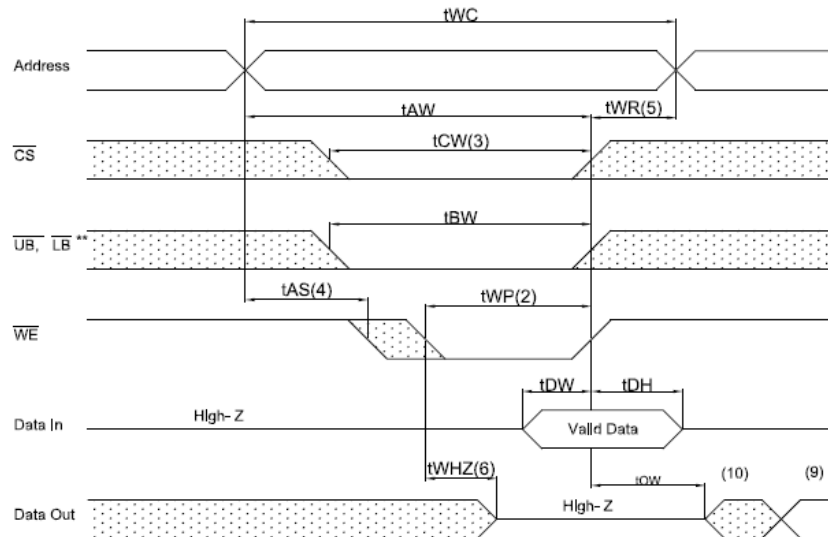 tWC
Address
tAW
tWR(5)
CS
tCW(3)
UB, LB **
tBW
tAS(4)
tWP(2)
WE
tDW
tDH
HIgh-Z
Data In
Valid Data
tWHZ(6)
tOW
(10)
(9)
HIgh-Z
Data Out